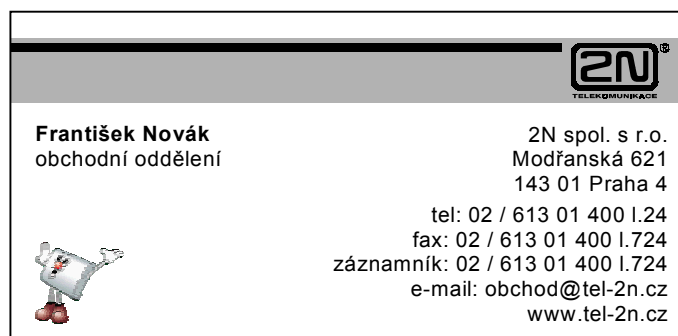 2N®
TELEKOMUNIKACE
František Novák
obchodní oddělení
2N spol. s r.o.
Modřanská 621
143 01 Praha 4
tel: 02 / 613 01 400 l.24
fax: 02 / 613 01 400 l.724
záznamník: 02 / 613 01 400 l.724
e-mail: obchod@tel-2n.cz
www.tel-2n.cz